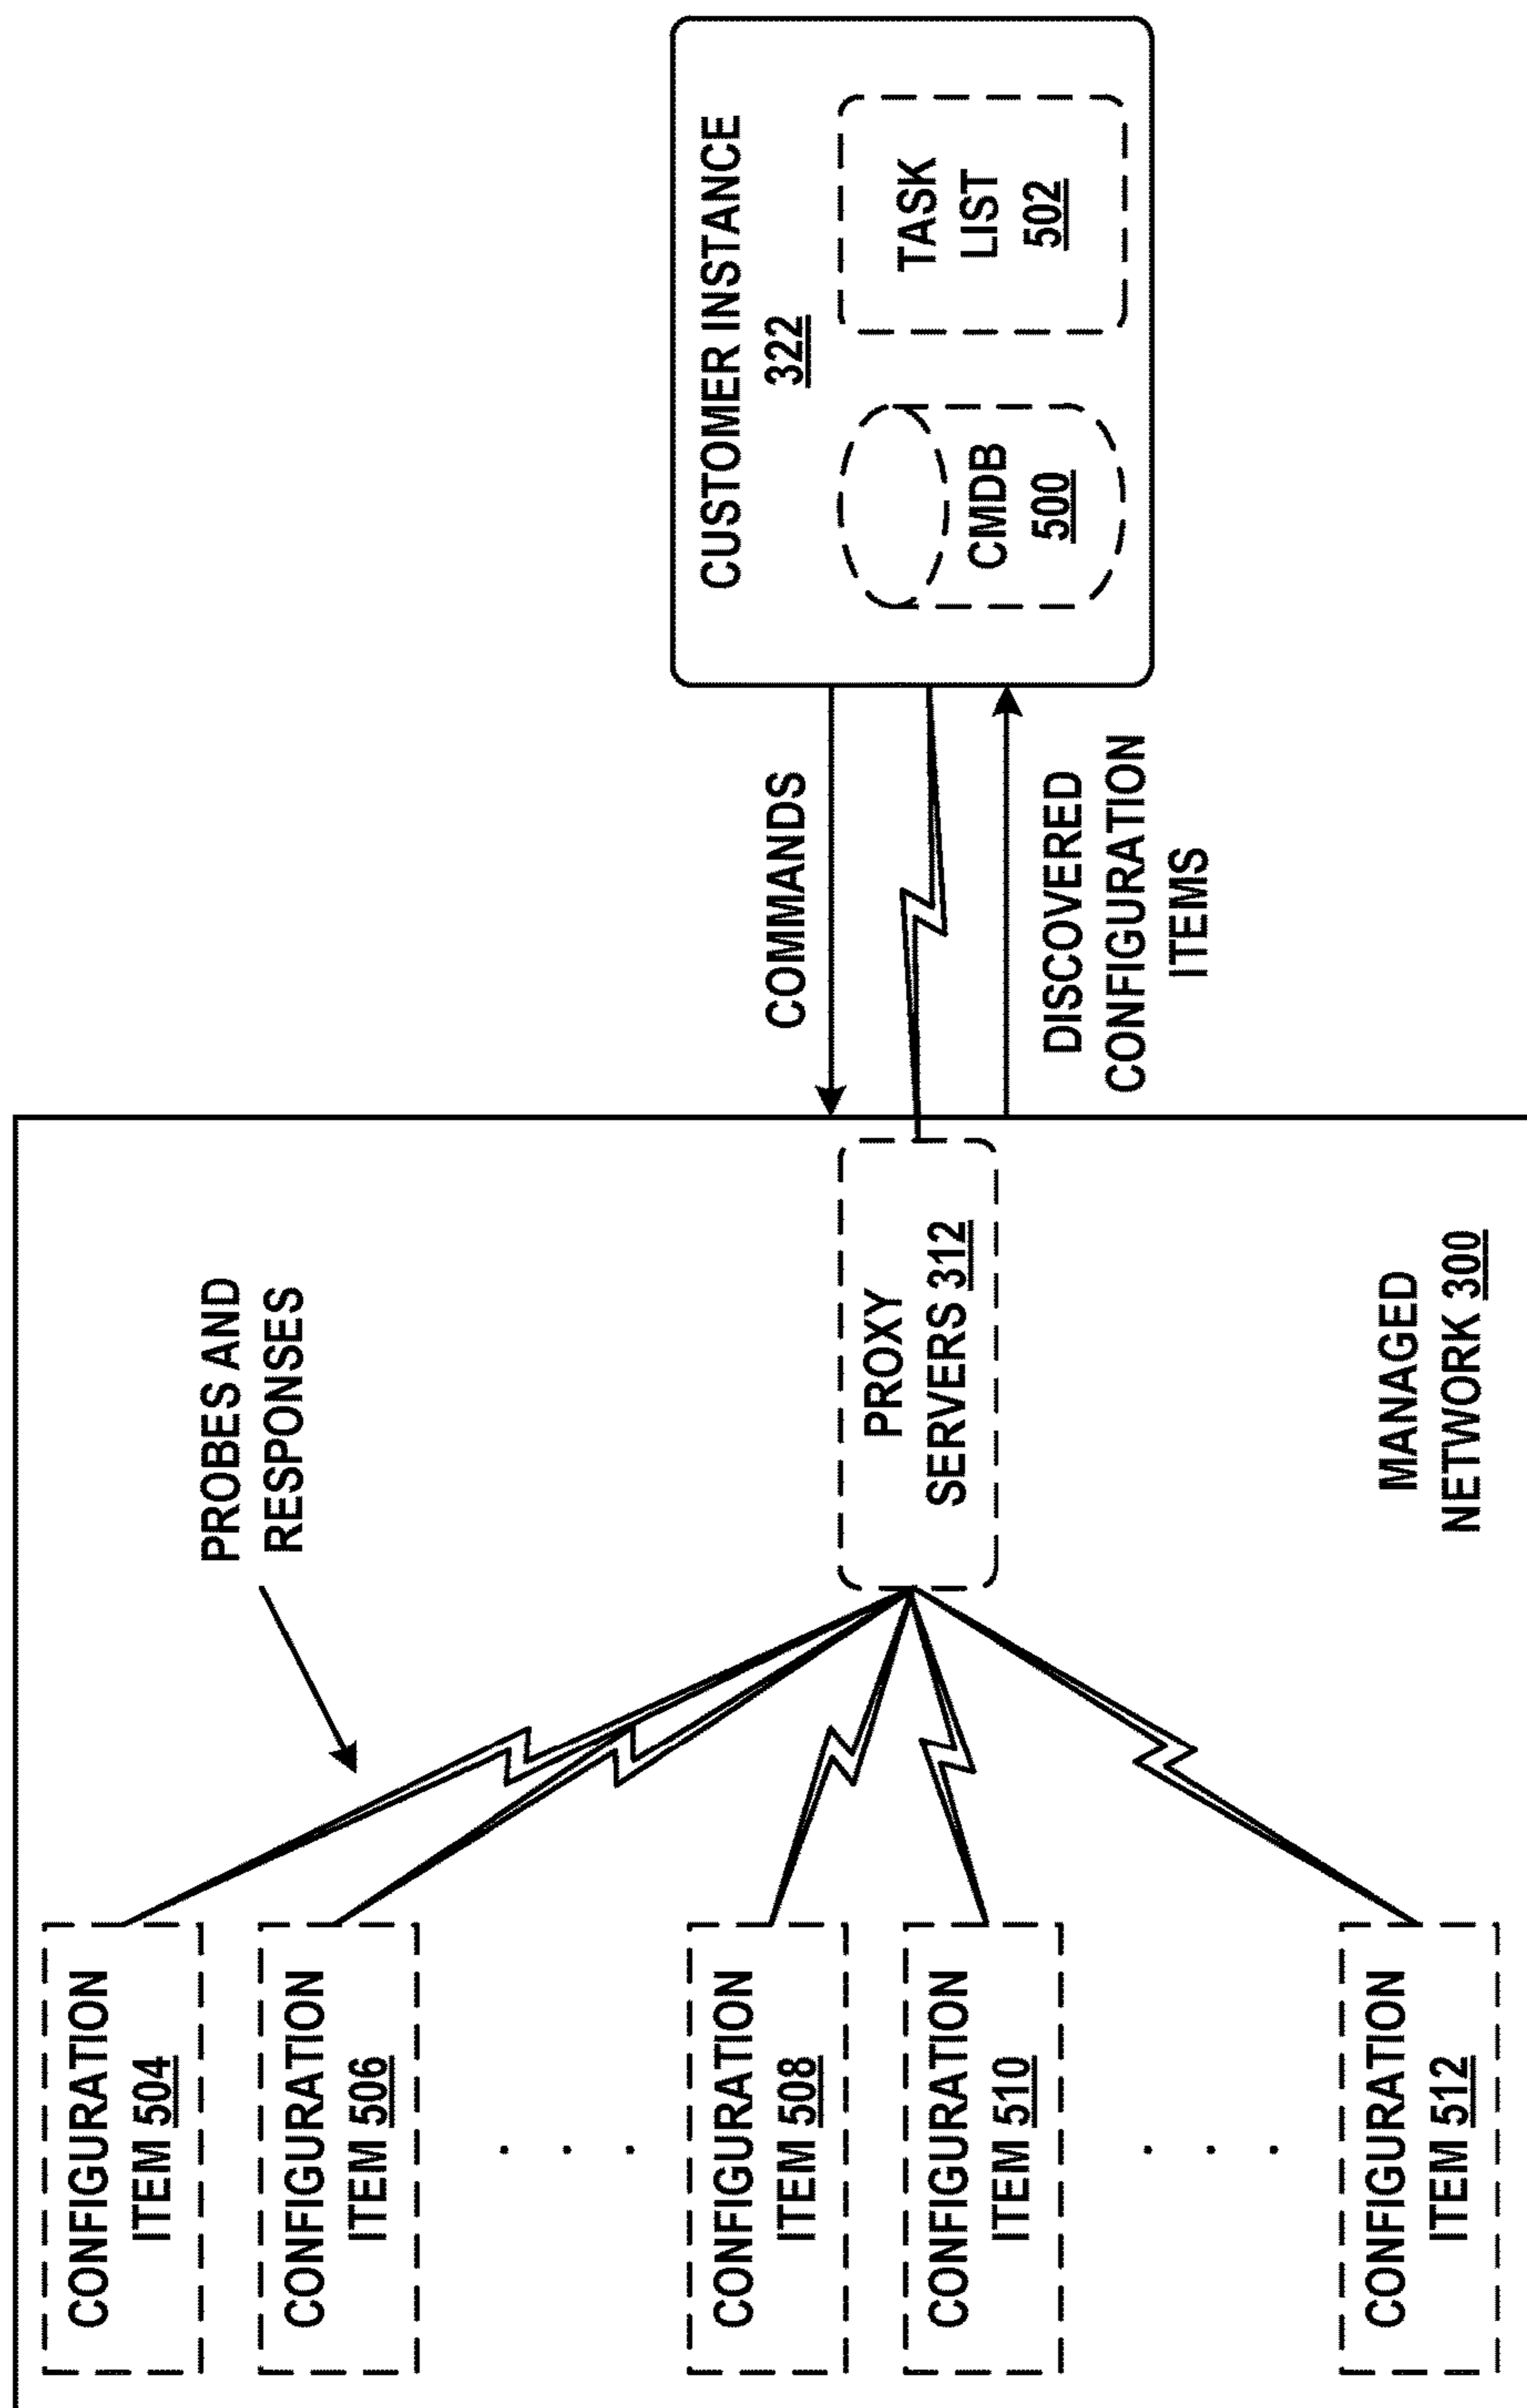 CONFIGURATION
ITEM 504
CONFIGURATION
ITEM 506
. . .
CONFIGURATION
ITEM 508
CONFIGURATION
ITEM 510
. . .
CONFIGURATION
ITEM 512
PROBES AND
RESPONSES
PROXY
SERVERS 312
MANAGED
NETWORK 300
COMMANDS
DISCOVERED
CONFIGURATION
ITEMS
CUSTOMER INSTANCE
322
CMDB
500
TASK
LIST
502